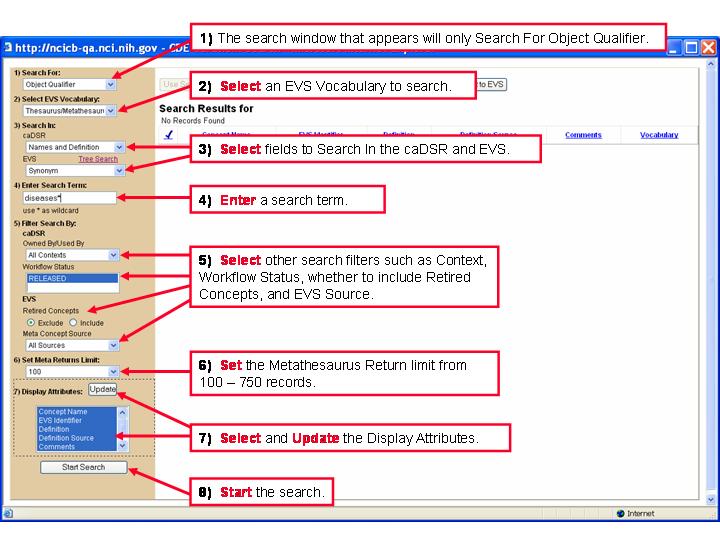 1) The search window that appears will only Search For Object Qualifier.
http://ncicb-qa.nci.nih.gov - CDE
1) Search For:
Object Qualifier
2) Select EVS Vocabulary:
Thesaurus/Metathesaurus
3) Search In:
caDSR
Names and Definition
EVS Tree Search
Synonym
4) Enter Search Term:
diseases*
use * as wildcard
5) Filter Search By:
caDSR
Owned By/Used By
All Contexts
Workflow Status
RELEASED
EVS
Retired Concepts
Exclude Include
Meta Concept Source
All Sources
6) Set Meta Returns Limit:
100
7) Display Attributes: Update
Concept Name
EVS Identifier
Definition
Definition Source
Comments
Start Search
Use Se
to EVS
2) Select an EVS Vocabulary to search.
Search Results for
No Records Found
Concept Name EVS Identifier Definition Definition Source Comments Vocabulary
3) Select fields to Search In the caDSR and EVS.
4) Enter a search term.
5) Select other search filters such as Context,
Workflow Status, whether to include Retired
Concepts, and EVS Source.
6) Set the Metathesaurus Return limit from
100 – 750 records.
7) Select and Update the Display Attributes.
8) Start the search.
Internet